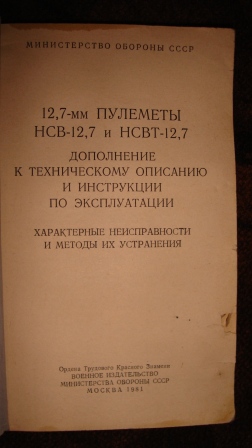 МИНИСТЕРСТВО ОБОРОНЫ СССР
12,7-мм ПУЛЕМЕТЫ
НСВ-12,7 и НСВТ-12,7
ДОПОЛНЕНИЕ
К ТЕХНИЧЕСКОМУ ОПИСАНИЮ
И ИНСТРУКЦИИ
ПО ЭКСПЛУАТАЦИИ
ХАРАКТЕРНЫЕ НЕИСПРАВНОСТИ
И МЕТОДЫ ИХ УСТРАНЕНИЯ
Ордена Трудового Красного Знамени
ВОЕННОЕ ИЗДАТЕЛЬСТВО
МИНИСТЕРСТВА ОБОРОНЫ СССР
МОСКВА 1981